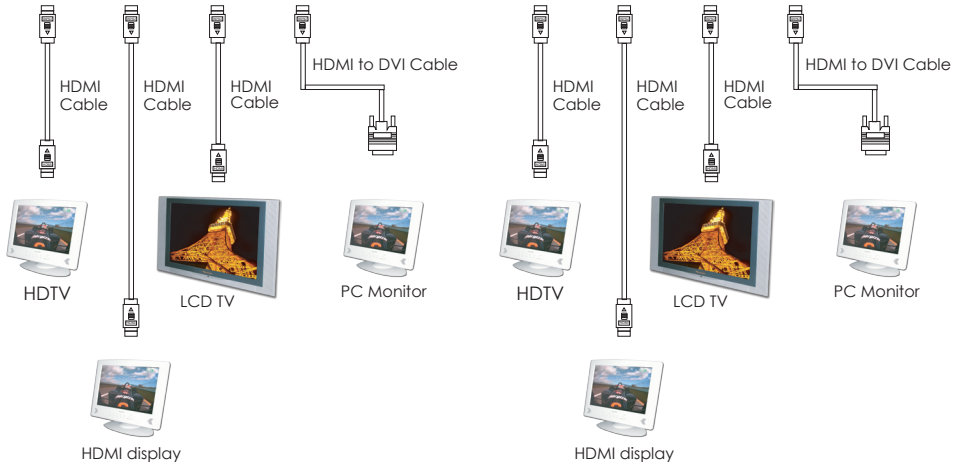 HDMI to DVI Cable
HDMI
Cable
HDMI
Cable
HDMI
Cable
HDTV
LCD TV
PC Monitor
HDMI display
HDMI to DVI Cable
HDMI
Cable
HDMI
Cable
HDMI
Cable
HDTV
LCD TV
PC Monitor
HDMI display